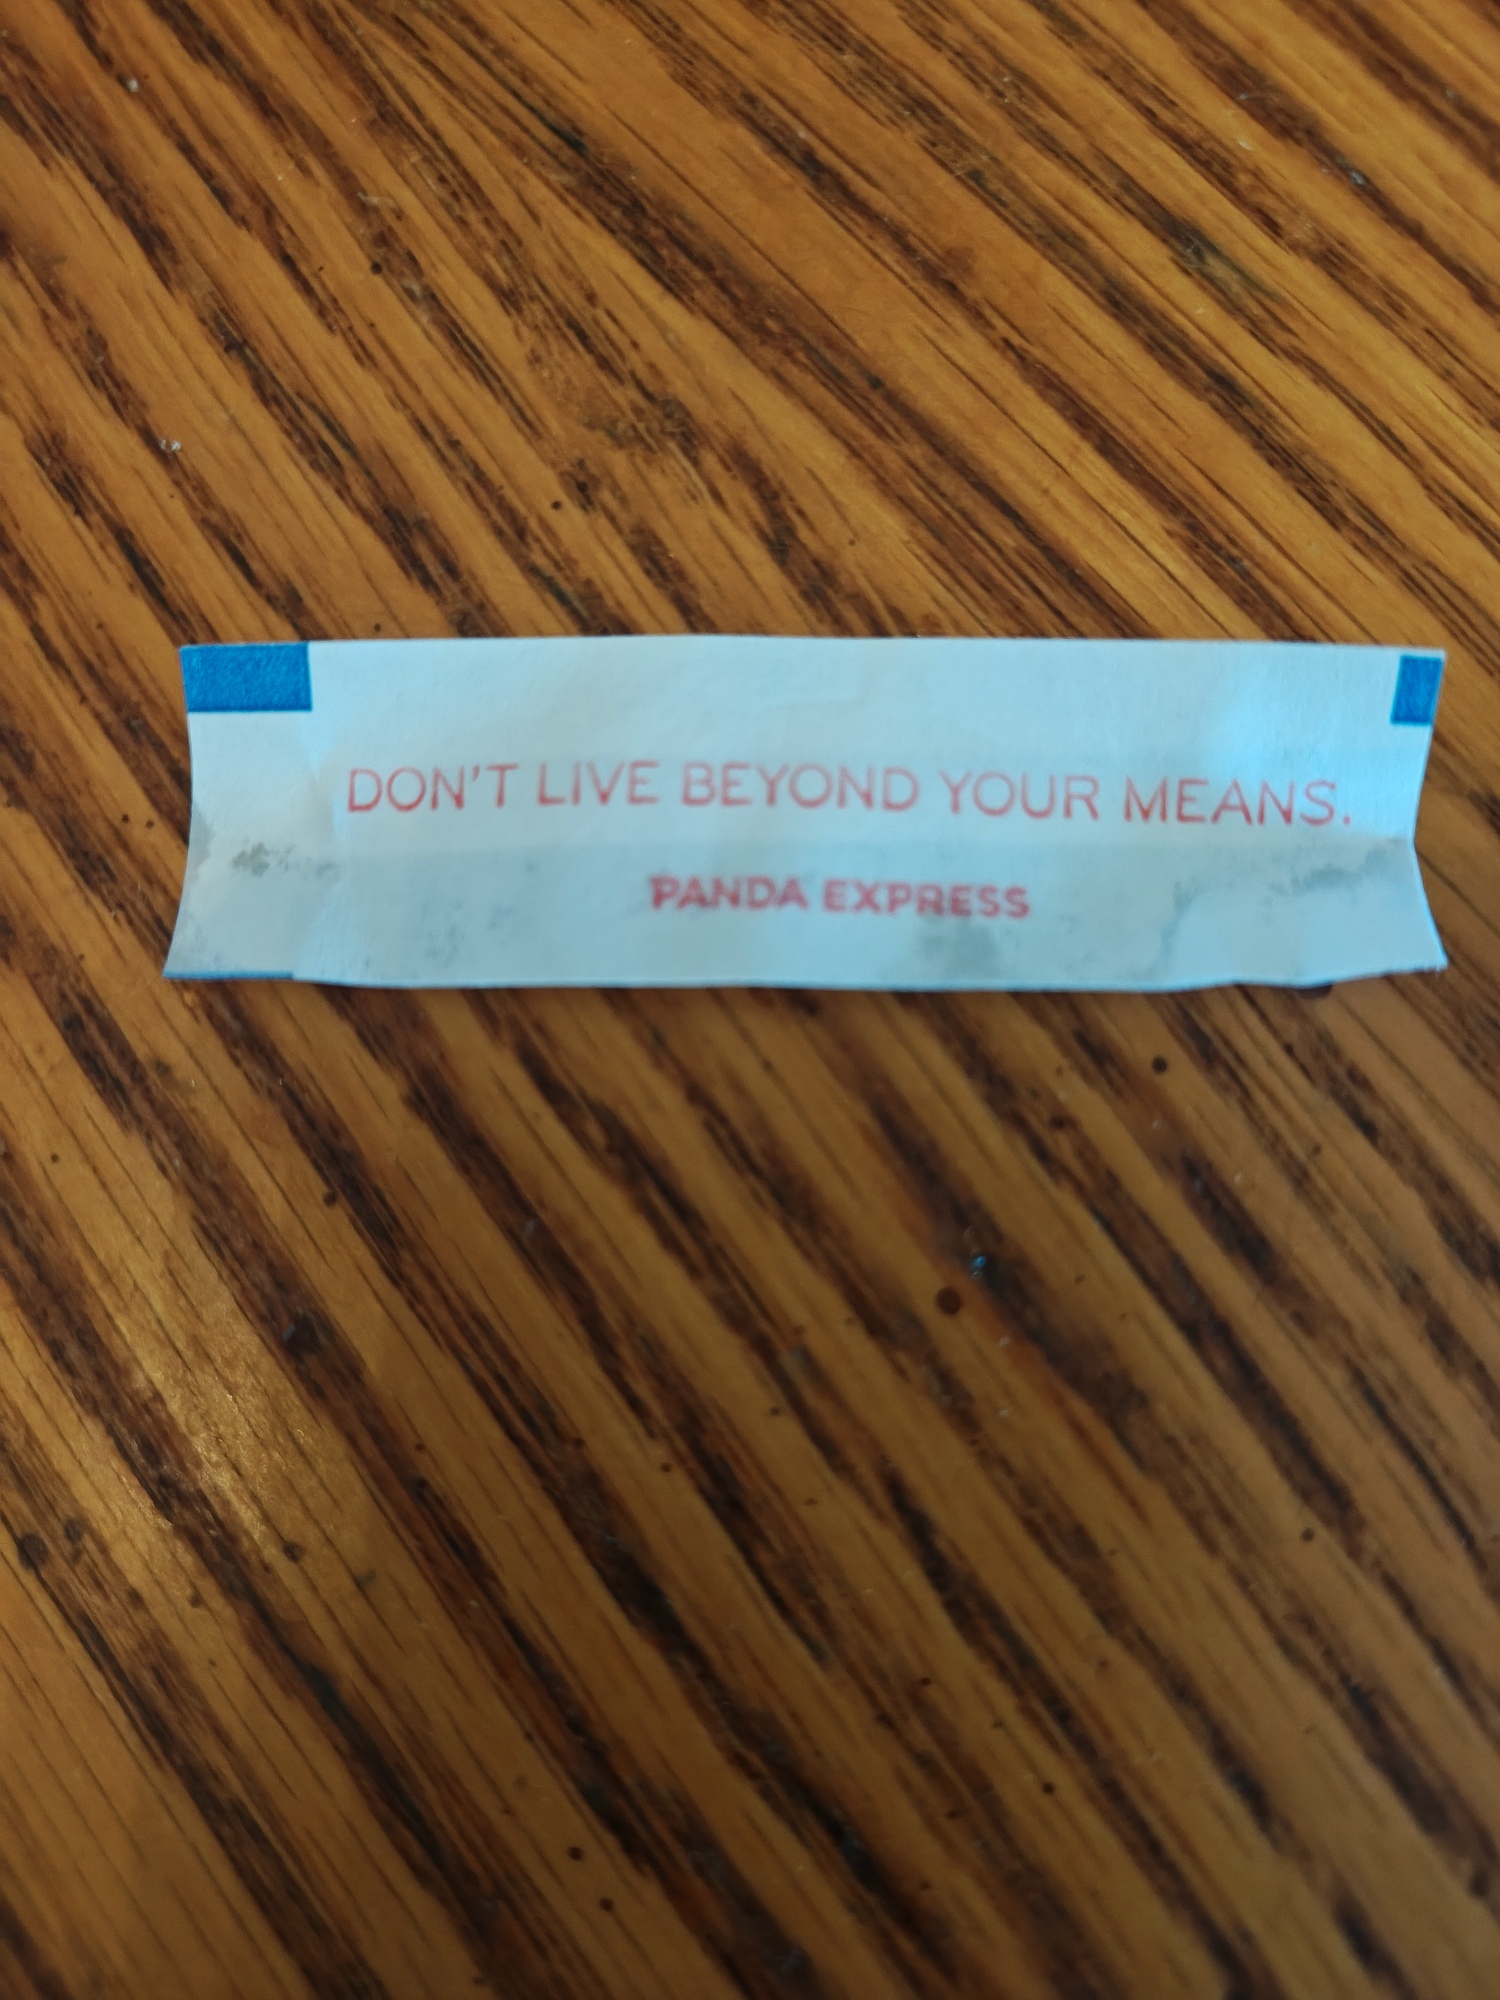 DON'T LIVE BEYOND YOUR MEANS.
PANDA EXPRESS